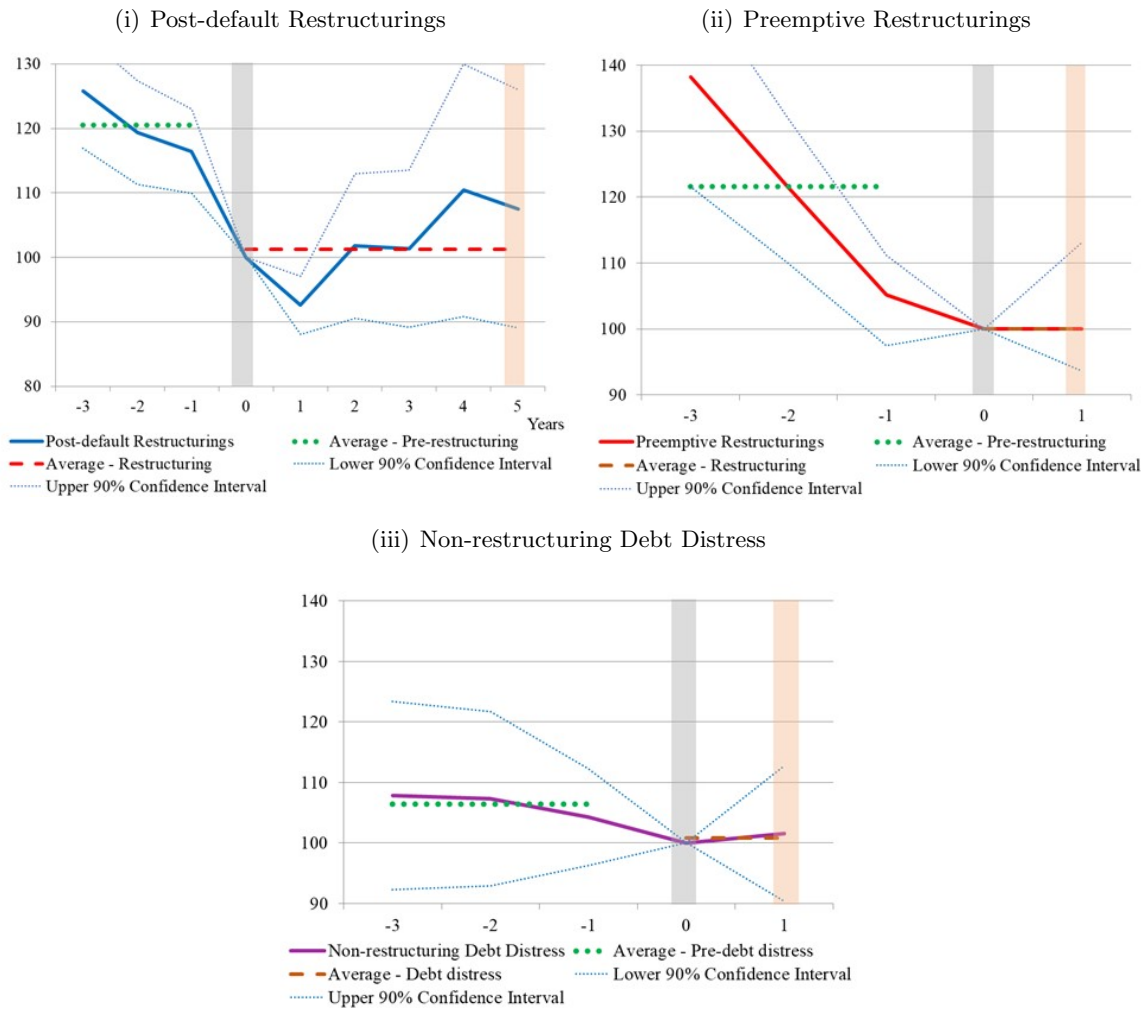 (i) Post-default Restructurings
130
120
110
100
90
80
-3 -2 -1 0 1 2 3 4 5
Years
Post-default Restructurings Average - Pre-restructuring
Average - Restructuring Lower 90% Confidence Interval
Upper 90% Confidence Interval
(ii) Preemptive Restructurings
140
130
120
110
100
90
-3 -2 -1 0 1
Preemptive Restructurings Average - Pre-restructuring
Average - Restructuring Lower 90% Confidence Interval
Upper 90% Confidence Interval
(iii) Non-restructuring Debt Distress
140
130
120
110
100
90
-3 -2 -1 0 1
Non-restructuring Debt Distress Average - Pre-debt distress
Average - Debt distress Lower 90% Confidence Interval
Upper 90% Confidence Interval